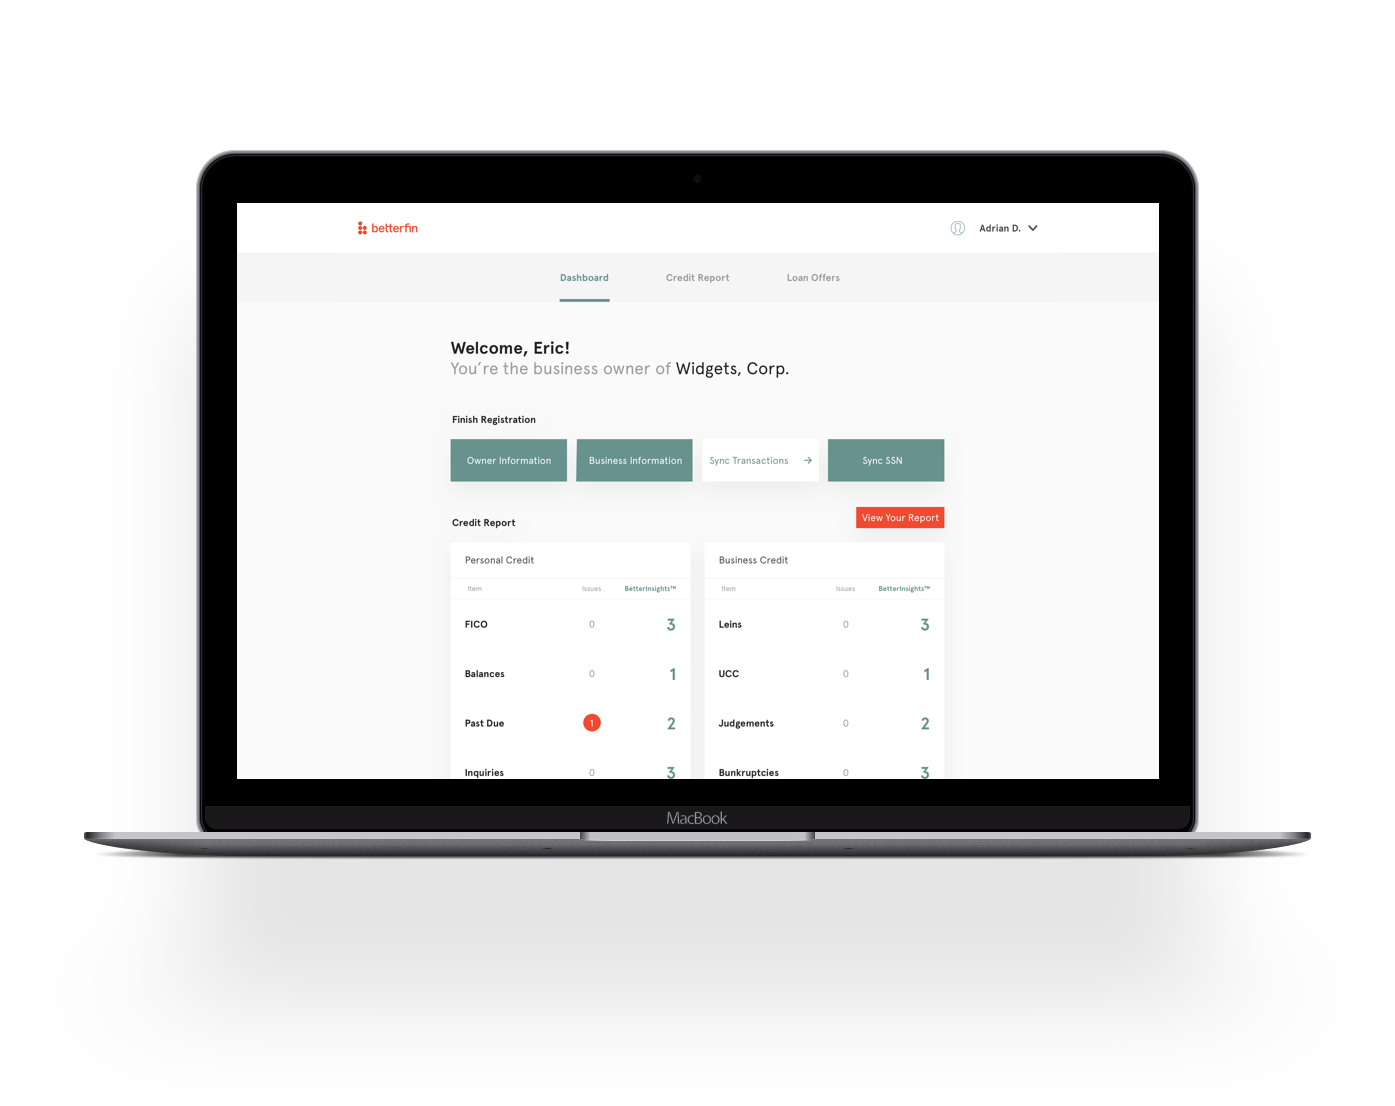 betterfin
Adrian D.
Dashboard Credit Report Loan Offers
Welcome, Eric!
You're the business owner of Widgets, Corp.
Finish Registration
Owner Information Business Information Sync Transactions → Sync SSN
Credit Report View Your Report
Personal Credit
Item Issues BetterInsights™
FICO 0 3
Balances 0 1
Past Due 1 2
Inquiries 0 3
Business Credit
Item Issues BetterInsights™
Leins 0 3
UCC 0 1
Judgements 0 2
Bunkruptcies 0 3
MacBook